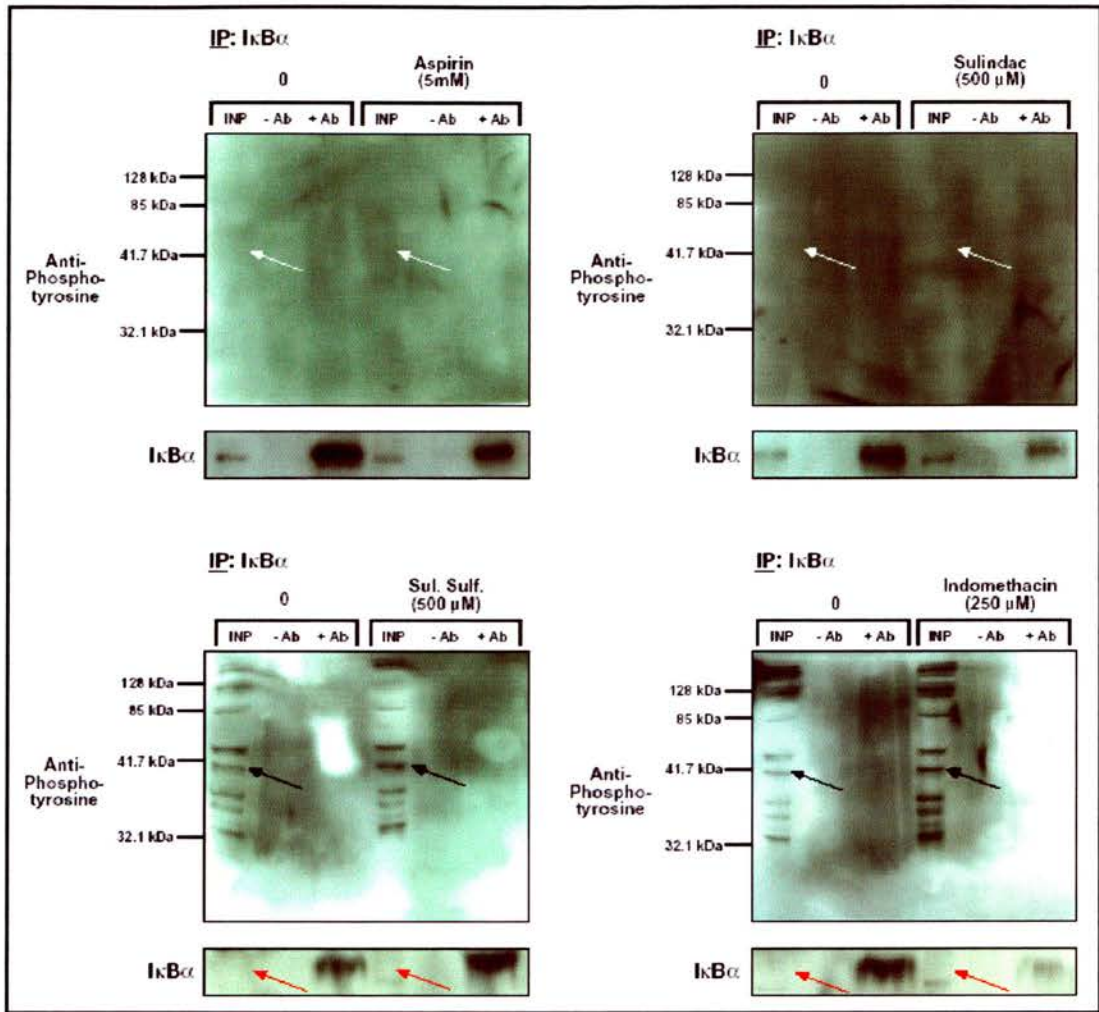 IP: IκBα
0
Aspirin
(5mM)
INP - Ab + Ab INP - Ab + Ab
128 kDa
85 kDa
41.7 kDa
32.1 kDa
Anti-
Phospho-
tyrosine
IκBα
IP: IκBα
0
Sulindac
(500 µM)
INP - Ab + Ab INP - Ab + Ab
128 kDa
85 kDa
41.7 kDa
32.1 kDa
Anti-
Phospho-
tyrosine
IκBα
IP: IκBα
0
Sul. Sulf.
(500 µM)
INP - Ab + Ab INP - Ab + Ab
128 kDa
85 kDa
41.7 kDa
32.1 kDa
Anti-
Phospho-
tyrosine
IκBα
IP: IκBα
0
Indomethacin
(250 µM)
INP - Ab + Ab INP - Ab + Ab
128 kDa
85 kDa
41.7 kDa
32.1 kDa
Anti-
Phospho-
tyrosine
IκBα